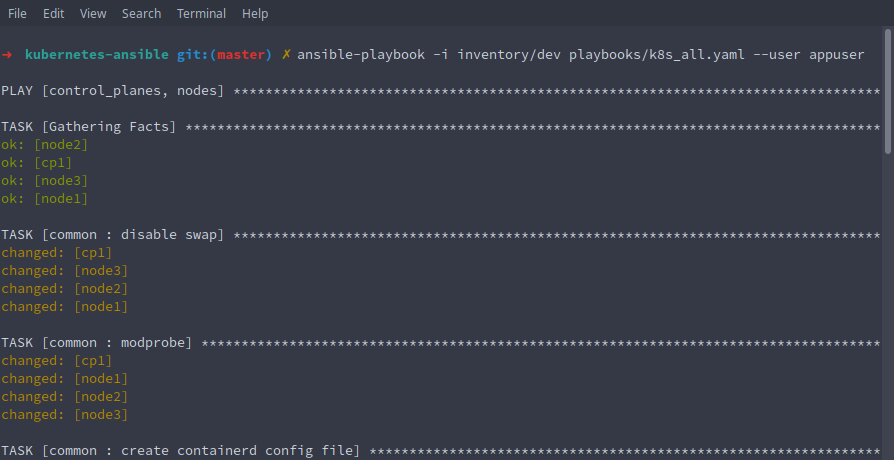 File Edit View Search Terminal Help
→ kubernetes-ansible git:(master) ✗ ansible-playbook -i inventory/dev playbooks/k8s_all.yaml --user appuser
PLAY [control_planes, nodes] *********************************************************************************
TASK [Gathering Facts] ***************************************************************************************
ok: [node2]
ok: [cp1]
ok: [node3]
ok: [node1]
TASK [common : disable swap] *********************************************************************************
changed: [cp1]
changed: [node3]
changed: [node2]
changed: [node1]
TASK [common : modprobe] *************************************************************************************
changed: [cp1]
changed: [node1]
changed: [node2]
changed: [node3]
TASK [common : create containerd config file] ****************************************************************